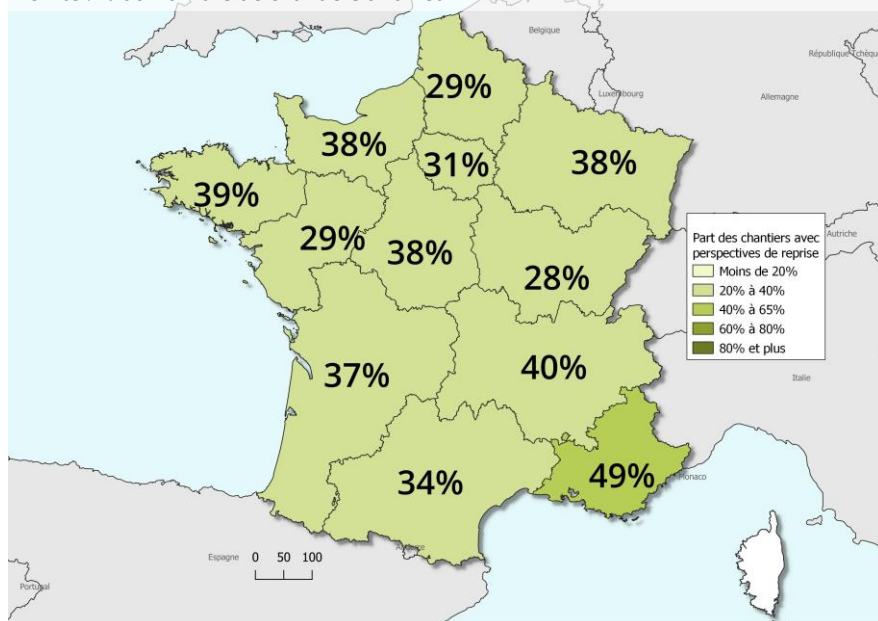 Belgique
République Tchèque
29%
Luxembourg
Allemagne
38%
31%
38%
39%
29%
38%
28%
Autriche
Part des chantiers avec
perspectives de reprise
Moins de 20%
20% à 40%
40% à 65%
60% à 80%
80% et plus
37%
40%
Italie
34%
49%
Monaco
Espagne
0 50 100
Portugal